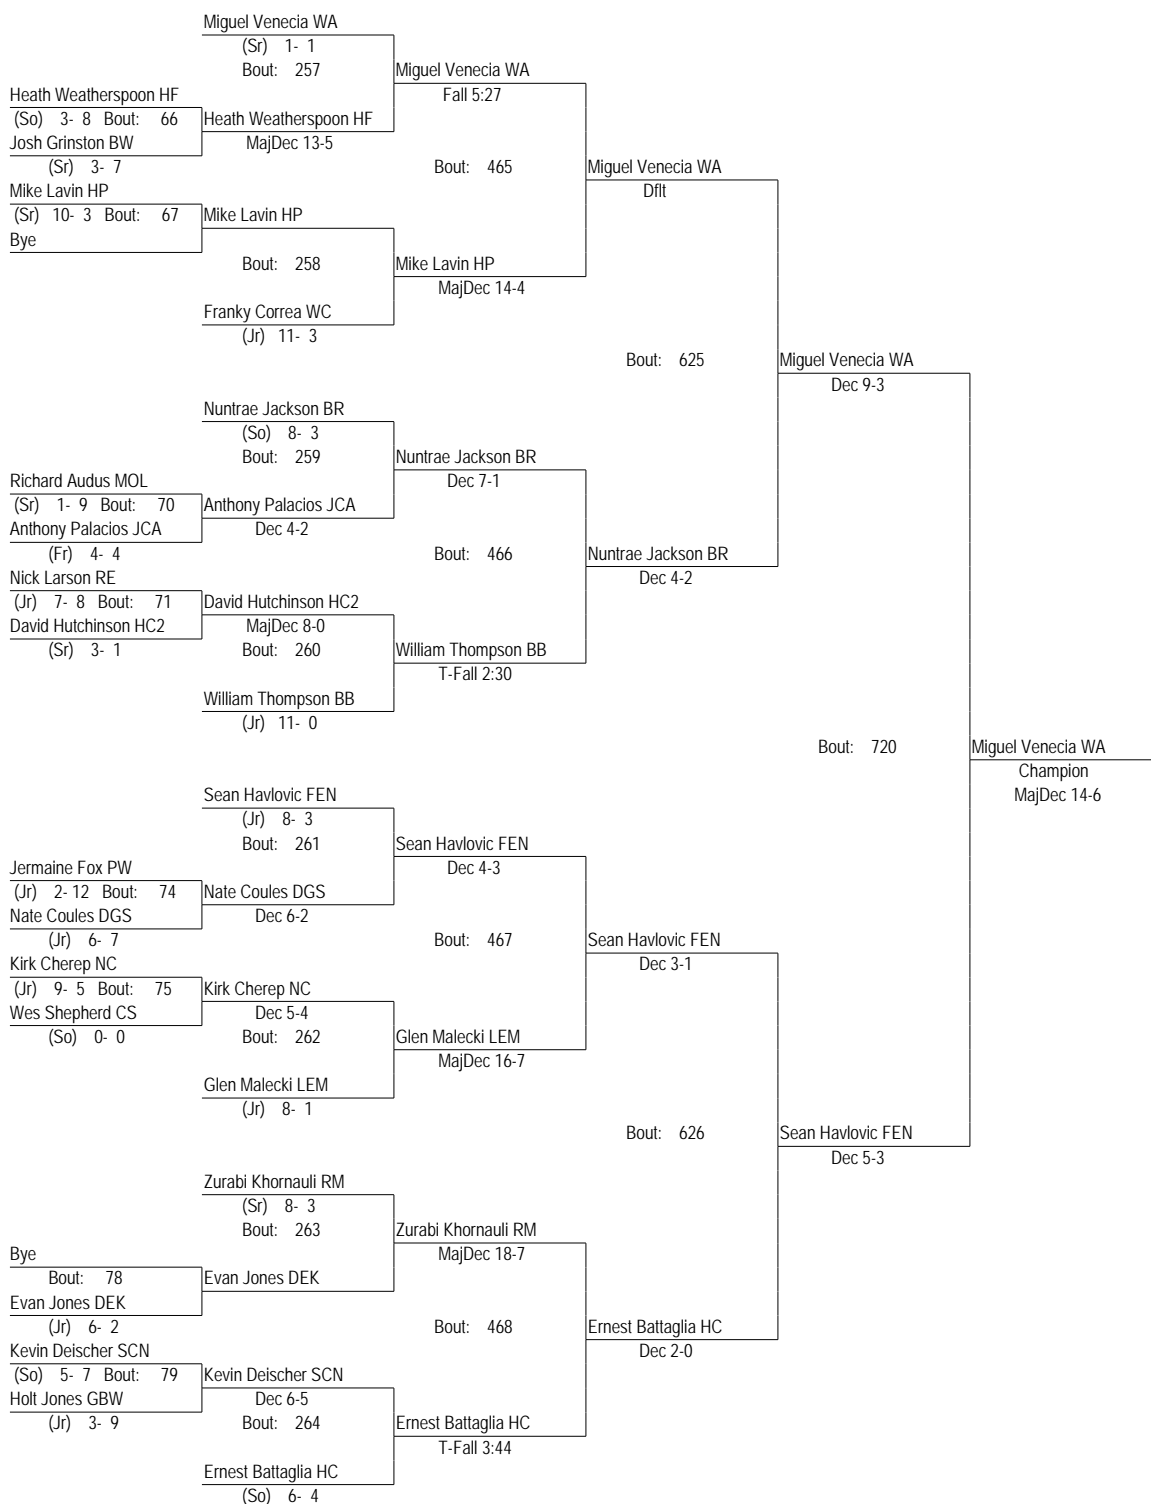 Miguel Venecia WA
(Sr) 1- 1
Bout: 257
Miguel Venecia WA
Fall 5:27
Heath Weatherspoon HF
(So) 3- 8 Bout: 66
Heath Weatherspoon HF
MajDec 13-5
Josh Grinston BW
(Sr) 3- 7
Bout: 465
Miguel Venecia WA
Dflt
Mike Lavin HP
(Sr) 10- 3 Bout: 67
Mike Lavin HP
Bye
Bout: 258
Mike Lavin HP
MajDec 14-4
Franky Correa WC
(Jr) 11- 3
Bout: 625
Miguel Venecia WA
Dec 9-3
Nuntrae Jackson BR
(So) 8- 3
Bout: 259
Nuntrae Jackson BR
Dec 7-1
Richard Audus MOL
(Sr) 1- 9 Bout: 70
Anthony Palacios JCA
Dec 4-2
Anthony Palacios JCA
(Fr) 4- 4
Bout: 466
Nuntrae Jackson BR
Dec 4-2
Nick Larson RE
(Jr) 7- 8 Bout: 71
David Hutchinson HC2
MajDec 8-0
David Hutchinson HC2
(Sr) 3- 1
Bout: 260
William Thompson BB
T-Fall 2:30
William Thompson BB
(Jr) 11- 0
Bout: 720
Miguel Venecia WA
Champion
MajDec 14-6
Sean Havlovic FEN
(Jr) 8- 3
Bout: 261
Sean Havlovic FEN
Dec 4-3
Jermaine Fox PW
(Jr) 2- 12 Bout: 74
Nate Coules DGS
Dec 6-2
Nate Coules DGS
(Jr) 6- 7
Bout: 467
Sean Havlovic FEN
Dec 3-1
Kirk Cherep NC
(Jr) 9- 5 Bout: 75
Kirk Cherep NC
Dec 5-4
Wes Shepherd CS
(So) 0- 0
Bout: 262
Glen Malecki LEM
MajDec 16-7
Glen Malecki LEM
(Jr) 8- 1
Bout: 626
Sean Havlovic FEN
Dec 5-3
Zurabi Khornauli RM
(Sr) 8- 3
Bout: 263
Zurabi Khornauli RM
MajDec 18-7
Bye
Bout: 78
Evan Jones DEK
Evan Jones DEK
(Jr) 6- 2
Bout: 468
Ernest Battaglia HC
Dec 2-0
Kevin Deischer SCN
(So) 5- 7 Bout: 79
Kevin Deischer SCN
Dec 6-5
Holt Jones GBW
(Jr) 3- 9
Bout: 264
Ernest Battaglia HC
T-Fall 3:44
Ernest Battaglia HC
(So) 6- 4